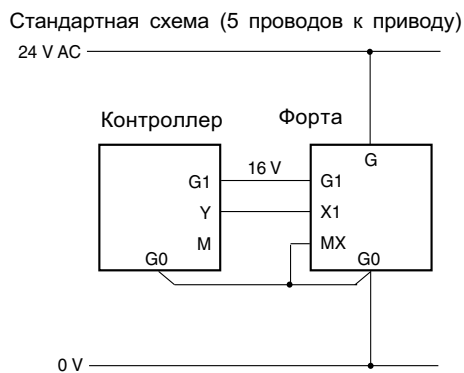 Стандартная схема (5 проводов к приводу)
24 V AC
Контроллер
Форта
G
16 V
G1
G1
Y
X1
M
MX
G0
G0
0 V